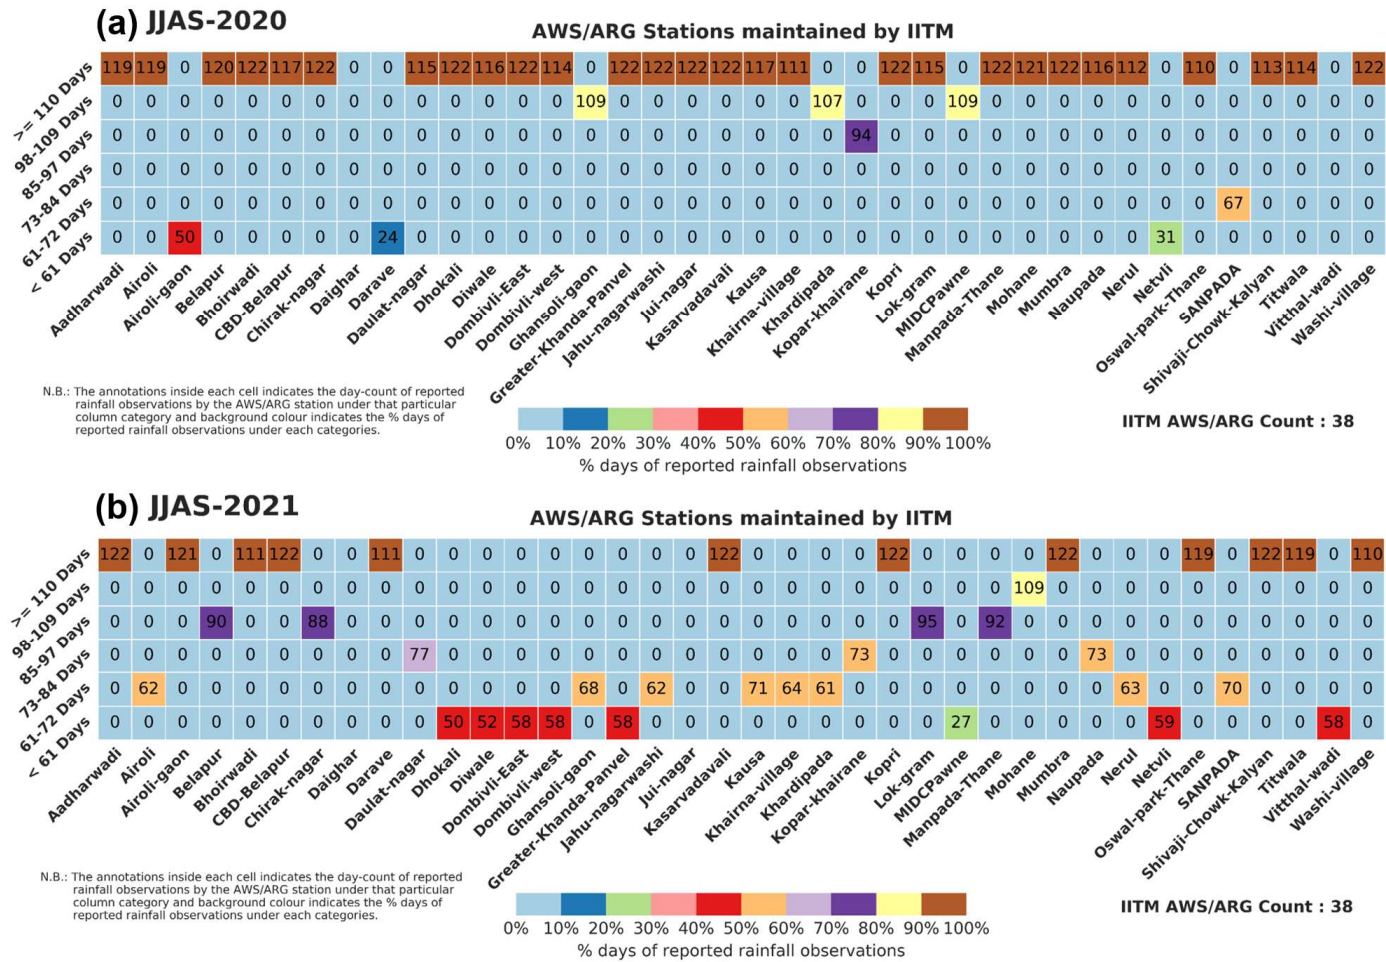 (a) JJAS-2020
AWS/ARG Stations maintained by IITM
>= 110 Days 119 119 0 120 122 117 122 0 0 115 122 116 122 114 0 122 122 122 122 117 111 0 0 122 115 0 122 121 122 116 112 0 110 0 113 114 0 122
98-109 Days 0 0 0 0 0 0 0 0 0 0 0 0 0 0 109 0 0 0 0 0 0 107 0 0 0 109 0 0 0 0 0 0 0 0 0 0 0 0
85-97 Days 0 0 0 0 0 0 0 0 0 0 0 0 0 0 0 0 0 0 0 0 0 0 94 0 0 0 0 0 0 0 0 0 0 0 0 0 0 0
73-84 Days 0 0 0 0 0 0 0 0 0 0 0 0 0 0 0 0 0 0 0 0 0 0 0 0 0 0 0 0 0 0 0 0 0 0 0 0 0 0
61-72 Days 0 0 0 0 0 0 0 0 0 0 0 0 0 0 0 0 0 0 0 0 0 0 0 0 0 0 0 0 0 0 0 0 0 67 0 0 0 0
< 61 Days 0 0 50 0 0 0 0 0 24 0 0 0 0 0 0 0 0 0 0 0 0 0 0 0 0 0 0 0 0 0 0 31 0 0 0 0 0 0
Aadharwadi Airoli Airoli-gaon Belapur Bhoirwadi CBD-Belapur Chirak-nagar Daighar Darave Daulat-nagar Dhokali Diwale Dombivli-East Dombivli-west Ghansoli-gaon Greater-Khanda-Panvel Jahu-nagarwashi Jui-nagar Kasarvadavali Kausa Khairna-village Khardipada Kopar-khairane Kopri Lok-gram MIDCPawne Manpada-Thane Mohane Mumbra Naupada Nerul Netvli Oswal-park-Thane SANPADA Shivaji-Chowk-Kalyan Titwala Vitthal-wadi Washi-village
N.B.: The annotations inside each cell indicates the day-count of reported
rainfall observations by the AWS/ARG station under that particular
column category and background colour indicates the % days of
reported rainfall observations under each categories.
0% 10% 20% 30% 40% 50% 60% 70% 80% 90% 100%
% days of reported rainfall observations
IITM AWS/ARG Count : 38
(b) JJAS-2021
AWS/ARG Stations maintained by IITM
>= 110 Days 122 0 121 0 111 122 0 0 111 0 0 0 0 0 0 0 0 0 122 0 0 0 0 122 0 0 0 0 122 0 0 0 119 0 122 119 0 110
98-109 Days 0 0 0 0 0 0 0 0 0 0 0 0 0 0 0 0 0 0 0 0 0 0 0 0 0 0 0 109 0 0 0 0 0 0 0 0 0 0
85-97 Days 0 0 0 90 0 0 88 0 0 0 0 0 0 0 0 0 0 0 0 0 0 0 0 0 95 0 92 0 0 0 0 0 0 0 0 0 0 0
73-84 Days 0 0 0 0 0 0 0 0 0 77 0 0 0 0 0 0 0 0 0 0 0 0 73 0 0 0 0 0 0 73 0 0 0 0 0 0 0 0
61-72 Days 0 62 0 0 0 0 0 0 0 0 0 0 0 0 68 0 62 0 0 71 64 61 0 0 0 0 0 0 0 0 63 0 0 70 0 0 0 0
< 61 Days 0 0 0 0 0 0 0 0 0 0 50 52 58 58 0 58 0 0 0 0 0 0 0 0 0 27 0 0 0 0 0 59 0 0 0 0 58 0
Aadharwadi Airoli Airoli-gaon Belapur Bhoirwadi CBD-Belapur Chirak-nagar Daighar Darave Daulat-nagar Dhokali Diwale Dombivli-East Dombivli-west Ghansoli-gaon Greater-Khanda-Panvel Jahu-nagarwashi Jui-nagar Kasarvadavali Kausa Khairna-village Khardipada Kopar-khairane Kopri Lok-gram MIDCPawne Manpada-Thane Mohane Mumbra Naupada Nerul Netvli Oswal-park-Thane SANPADA Shivaji-Chowk-Kalyan Titwala Vitthal-wadi Washi-village
N.B.: The annotations inside each cell indicates the day-count of reported
rainfall observations by the AWS/ARG station under that particular
column category and background colour indicates the % days of
reported rainfall observations under each categories.
0% 10% 20% 30% 40% 50% 60% 70% 80% 90% 100%
% days of reported rainfall observations
IITM AWS/ARG Count : 38